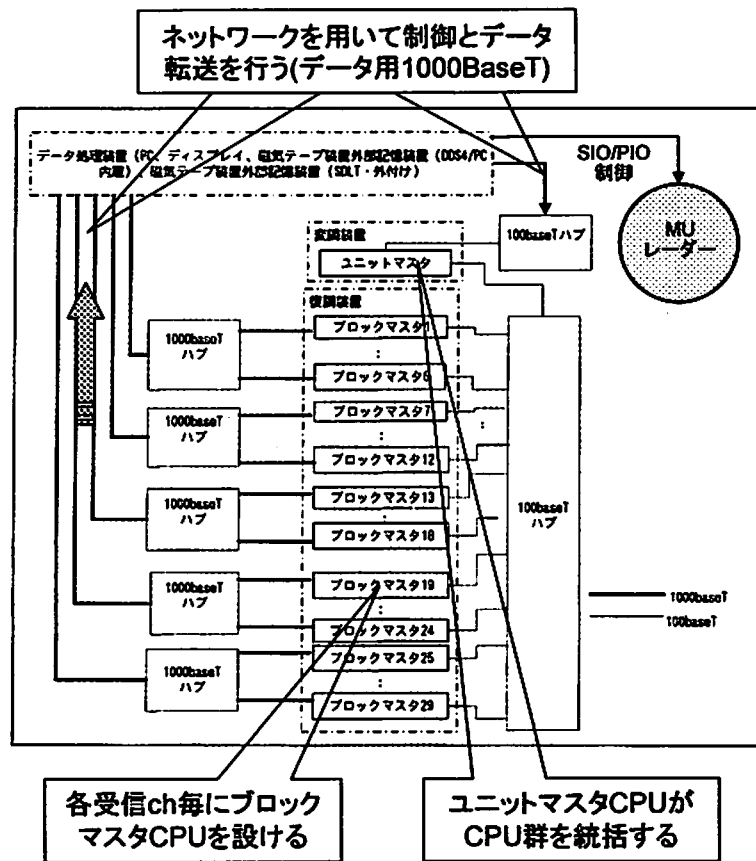 ネットワークを用いて制御とデータ
転送を行う(データ用1000BaseT)
データ処理装置（PC、ディスプレイ、磁気テープ装置外部記憶装置（DDS4/PC
内蔵）、磁気テープ装置外部記憶装置（SDLT・外付け）
SIO/PIO
制御
MU
レーダー
100baseTハブ
変調装置
ユニットマスタ
復調装置
1000baseT
ハブ
ブロックマスタ1
:
ブロックマスタ6
1000baseT
ハブ
ブロックマスタ7
:
ブロックマスタ12
:
1000baseT
ハブ
ブロックマスタ13
:
ブロックマスタ18
100baseT
ハブ
1000baseT
ハブ
ブロックマスタ19
:
ブロックマスタ24
1000baseT
100baseT
1000baseT
ハブ
ブロックマスタ25
:
ブロックマスタ29
各受信ch毎にブロック
マスタCPUを設ける
ユニットマスタCPUが
CPU群を統括する